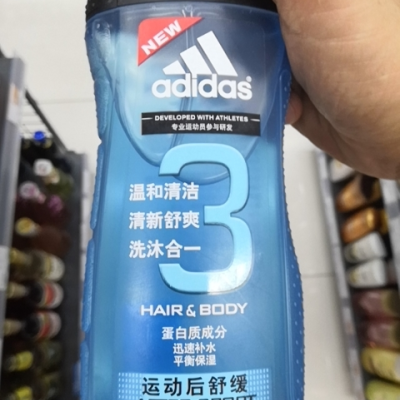 NEW
adidas
DEVELOPED WITH ATHLETES
专业运动员参与研发
3
温和清洁
清新舒爽
洗沐合一
HAIR & BODY
蛋白质成分
迅速补水
平衡保湿
运动后舒缓